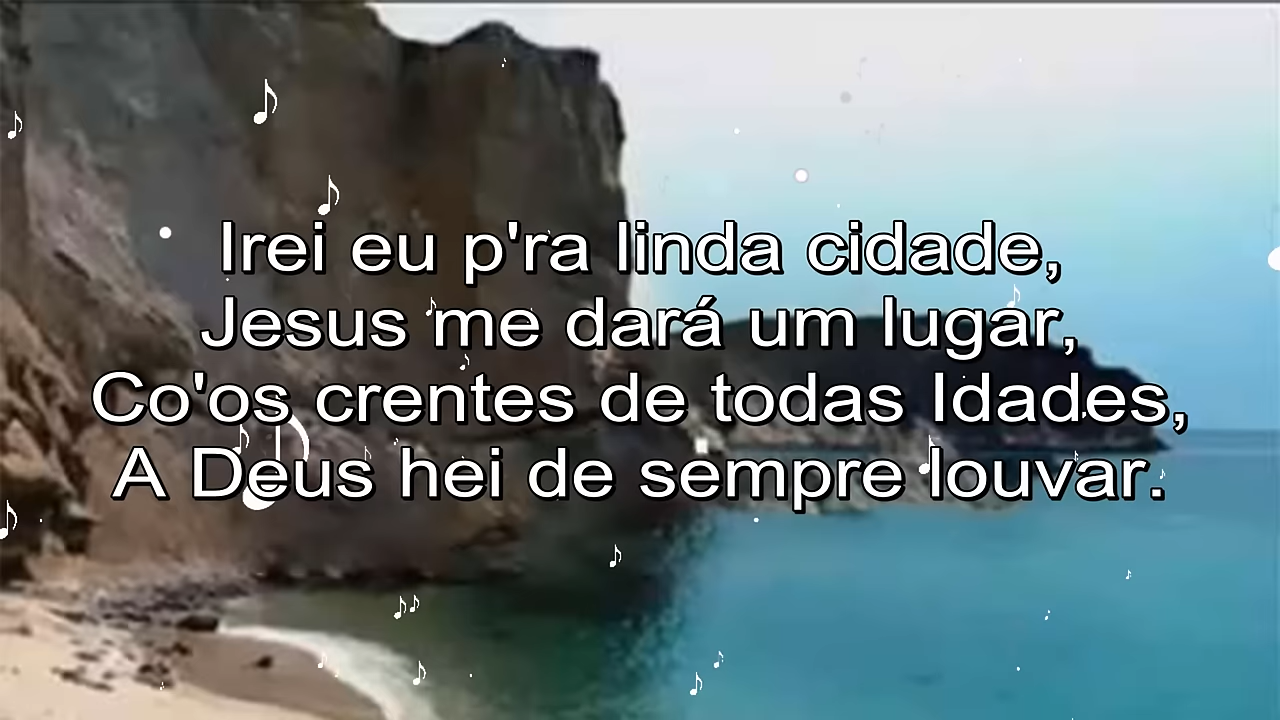 Irei eu p'ra linda cidade,
Jesus me dará um lugar,
Co'os crentes de todas Idades,
A Deus hei de sempre louvar.